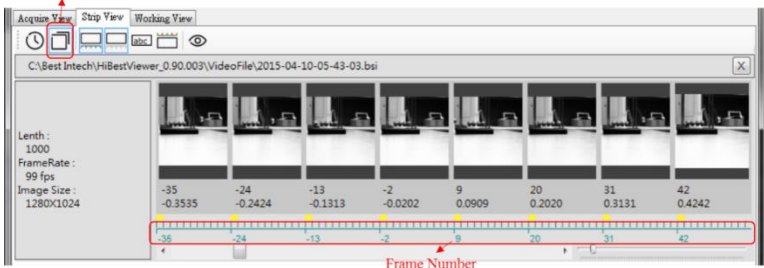 Acquire View Strip View Working View
abc
C:\Best Intech\HiBestViewer_0.90.003\VideoFile\2015-04-10-05-43-03.bsi X
Lenth :
1000
FrameRate :
99 fps
Image Size :
1280X1024
-35 -24 -13 -2 9 20 31 42
-0.3535 -0.2424 -0.1313 -0.0202 0.0909 0.2020 0.3131 0.4242
-36 -24 -13 -2 9 20 31 42
Frame Number